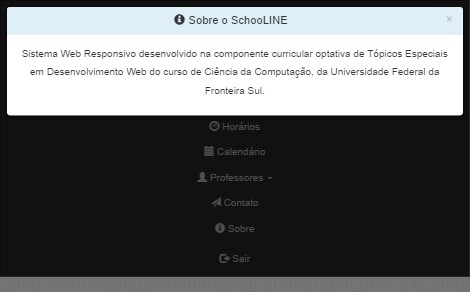 Sobre o SchooLINE ×
Sistema Web Responsivo desenvolvido na componente curricular optativa de Tópicos Especiais
em Desenvolvimento Web do curso de Ciência da Computação, da Universidade Federal da
Fronteira Sul.
Horários
Calendário
Professores
Contato
Sobre
Sair